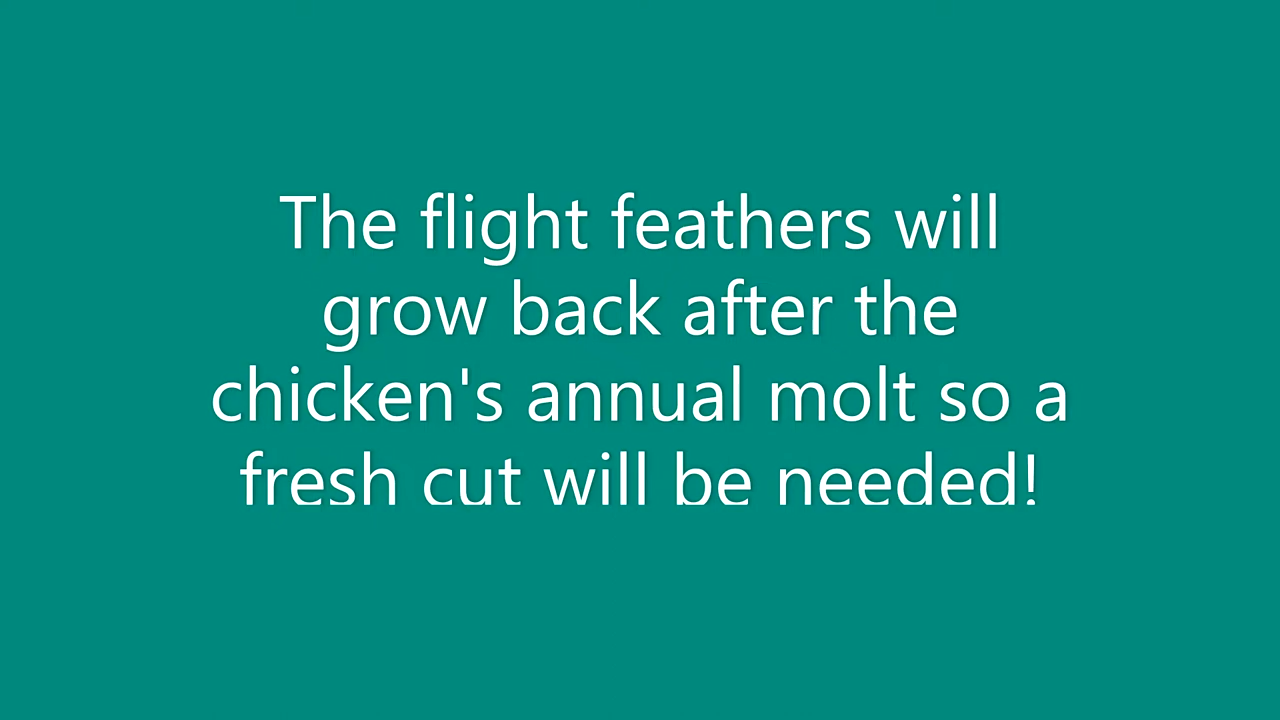 The flight feathers will
grow back after the
chicken's annual molt so a
fresh cut will be needed!